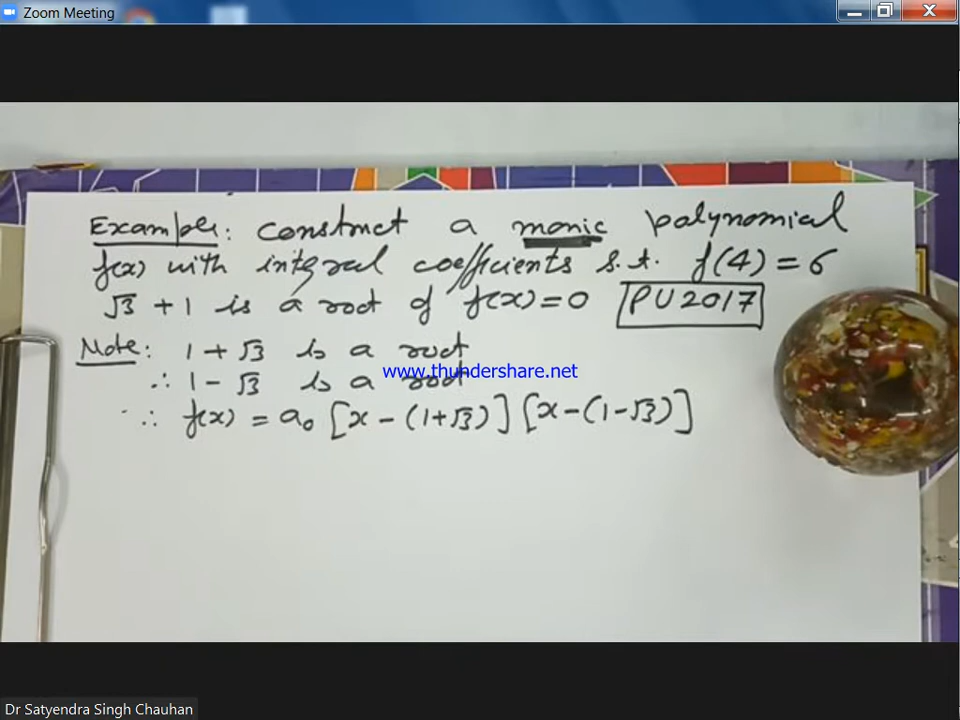 Zoom Meeting
Example: construct a monic polynomial
f(x) with integral coefficients s.t. f(4) = 6
√3 + 1 is a root of f(x) = 0 PU 2017
Note: 1 + √3 is a root
www.thundershare.net
∴ 1 - √3 is a root
∴ f(x) = a₀ [x - (1+√3)] [x - (1-√3)]
Dr Satyendra Singh Chauhan